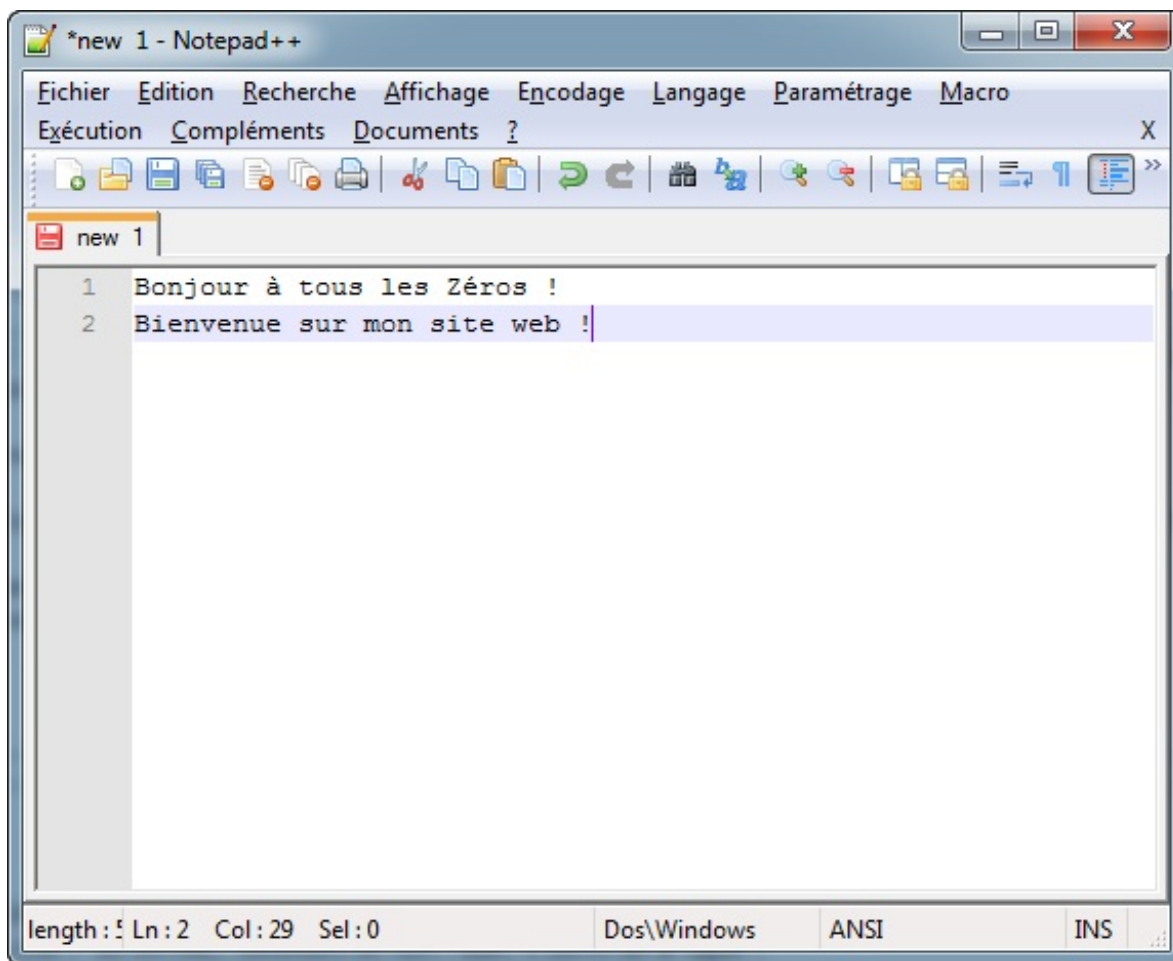 *new 1 - Notepad++
Fichier Edition Recherche Affichage Encodage Langage Paramétrage Macro
Exécution Compléments Documents ? X
new 1
1 Bonjour à tous les Zéros !
2 Bienvenue sur mon site web !
length : Ln : 2 Col : 29 Sel : 0 Dos\Windows ANSI INS